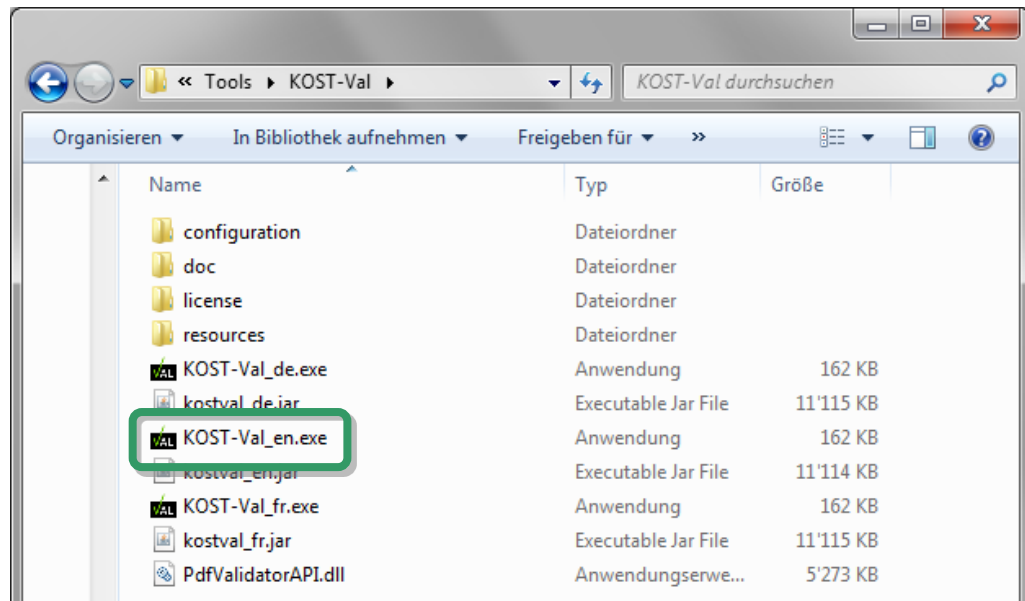 « Tools ▸ KOST-Val ▸ KOST-Val durchsuchen
Organisieren In Bibliothek aufnehmen Freigeben für »
Name Typ Größe
configuration Dateiordner
doc Dateiordner
license Dateiordner
resources Dateiordner
KOST-Val_de.exe Anwendung 162 KB
kostval_de.jar Executable Jar File 11'115 KB
KOST-Val_en.exe Anwendung 162 KB
kostval_en.jar Executable Jar File 11'114 KB
KOST-Val_fr.exe Anwendung 162 KB
kostval_fr.jar Executable Jar File 11'115 KB
PdfValidatorAPI.dll Anwendungserwe... 5'273 KB